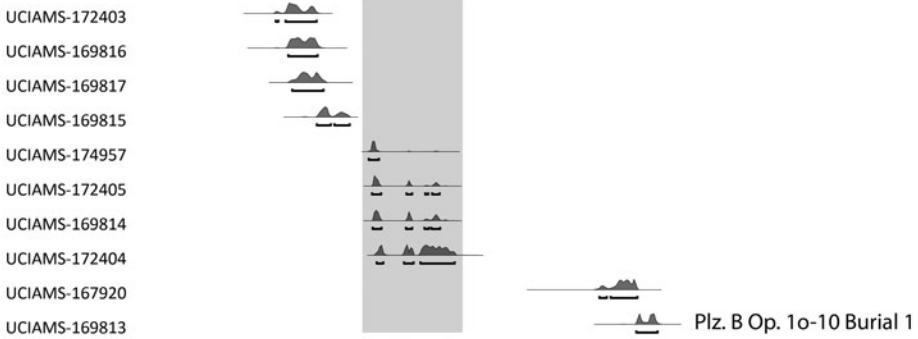 UCIAMS-172403
UCIAMS-169816
UCIAMS-169817
UCIAMS-169815
UCIAMS-174957
UCIAMS-172405
UCIAMS-169814
UCIAMS-172404
UCIAMS-167920
UCIAMS-169813 Plz. B Op. 1o-10 Burial 1